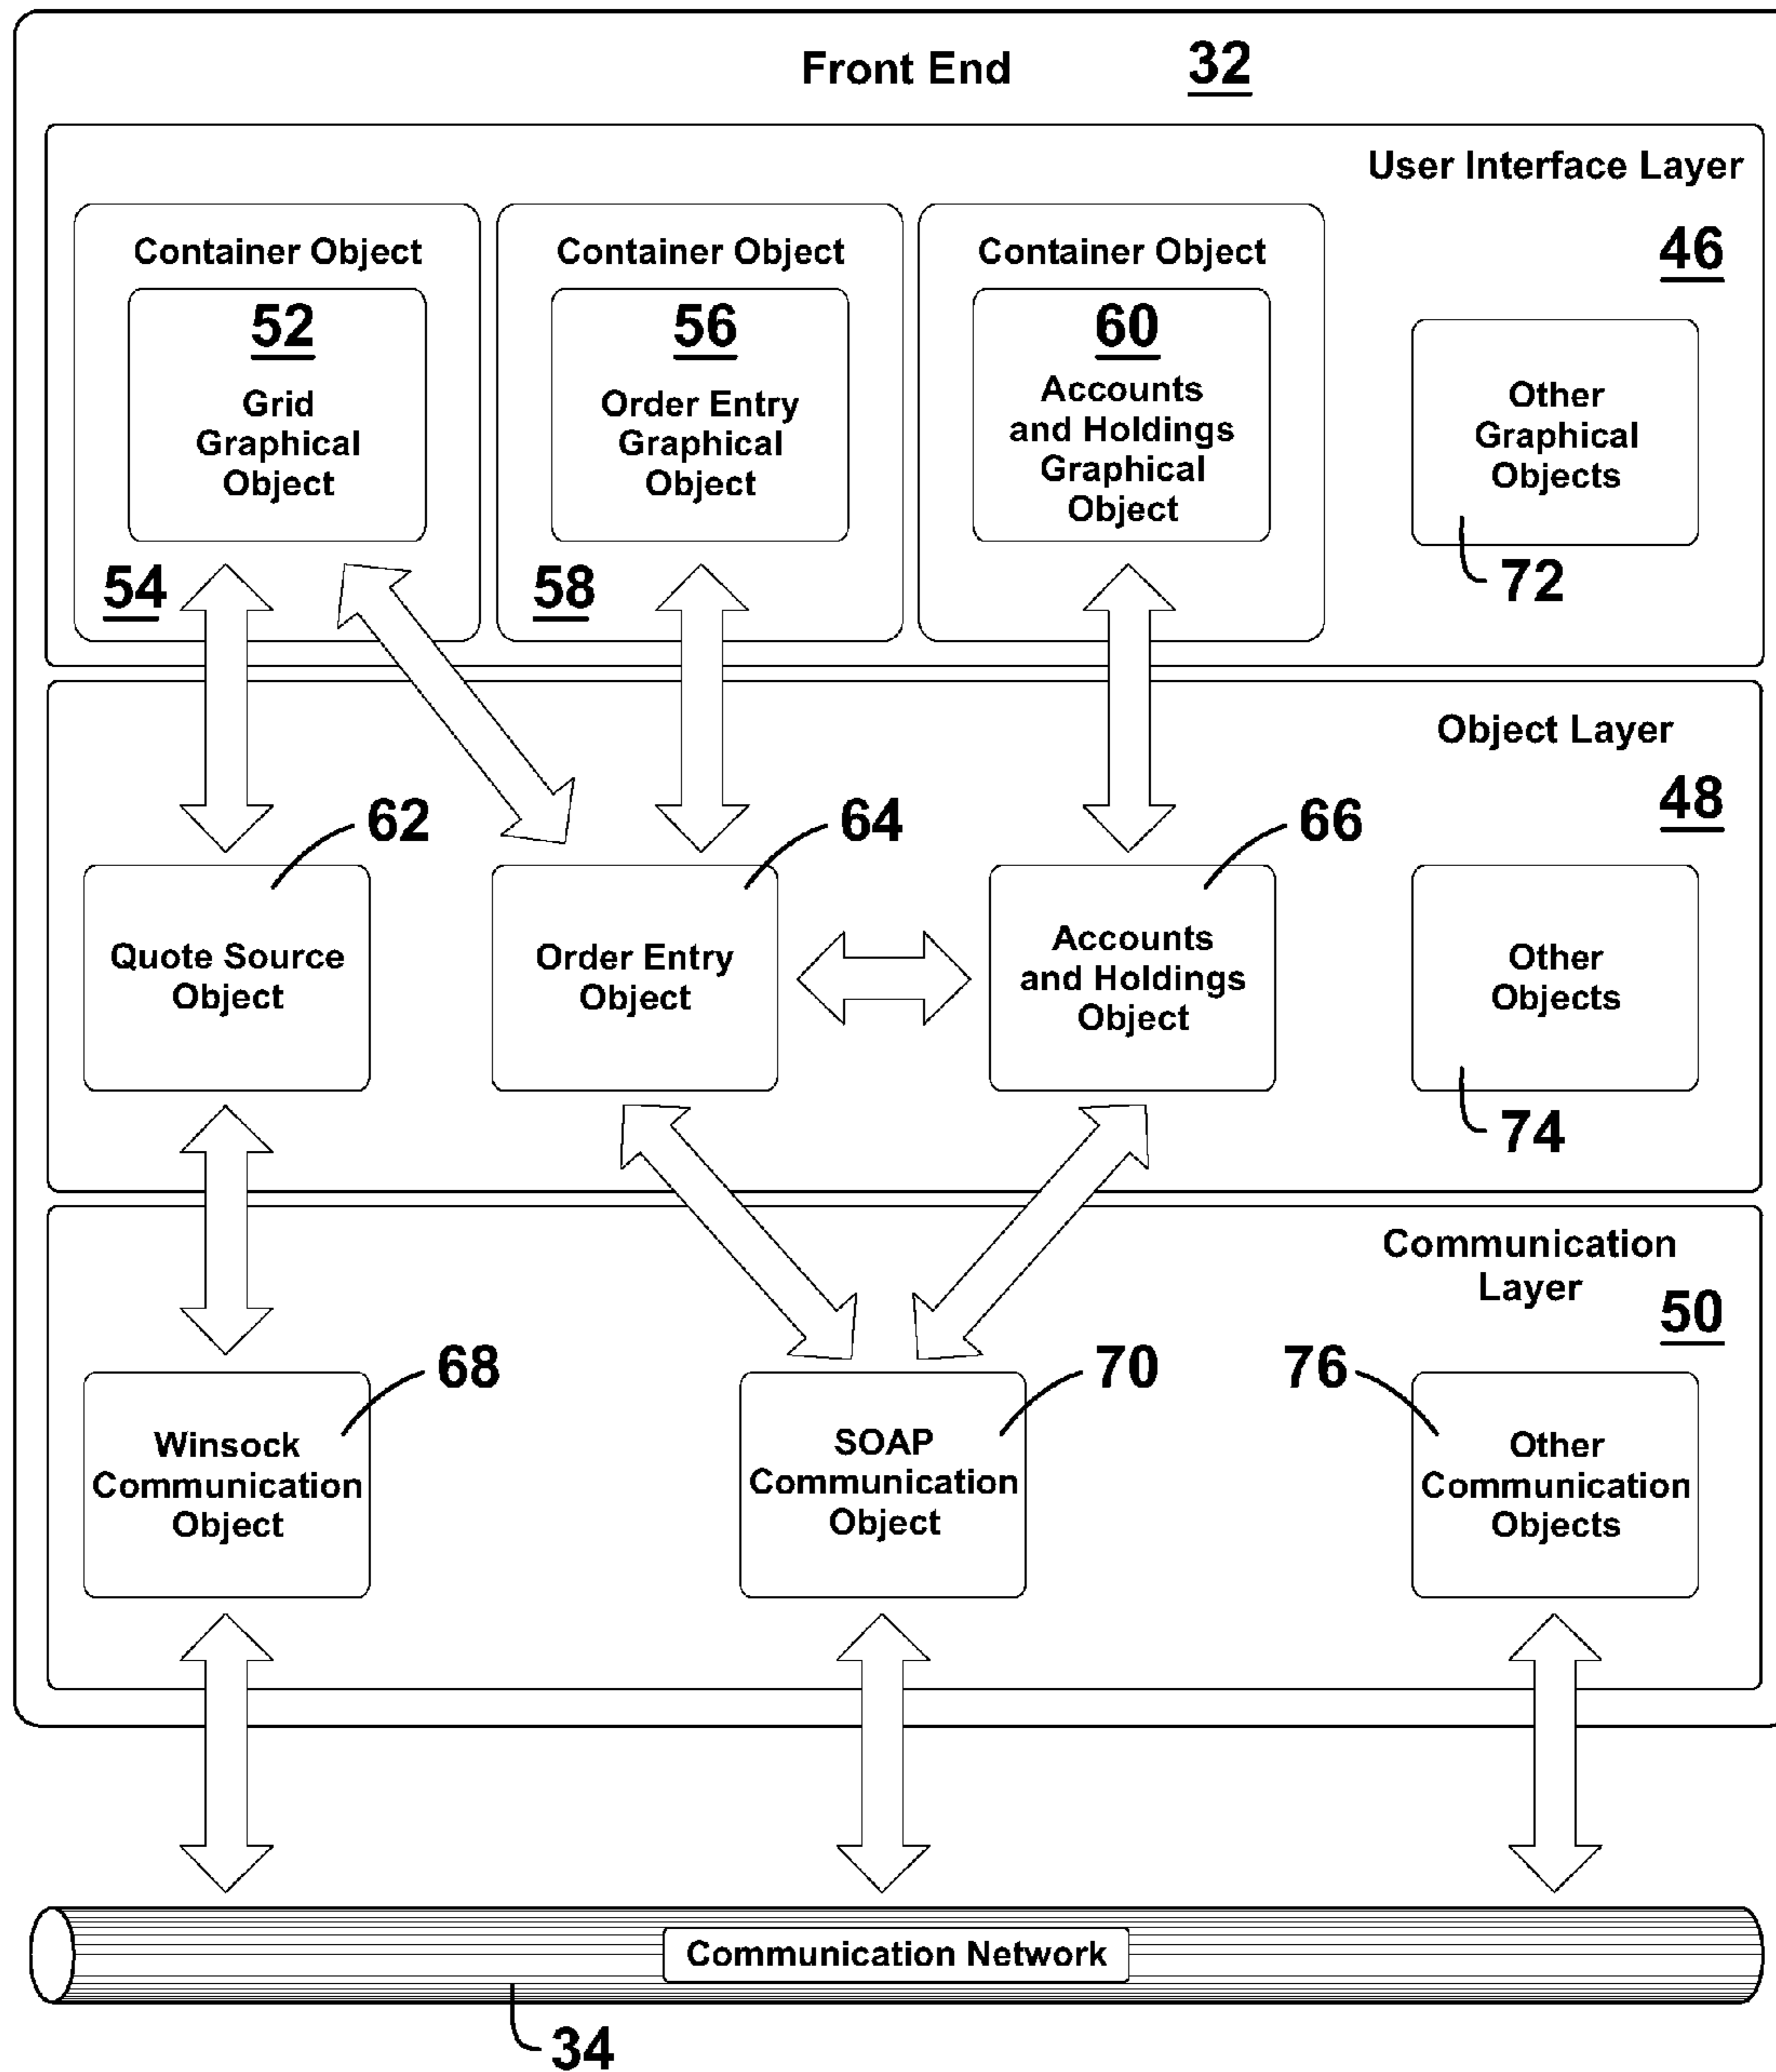 Front End 32
User Interface Layer
46
Container Object
52
Grid
Graphical
Object
54
Container Object
56
Order Entry
Graphical
Object
58
Container Object
60
Accounts
and Holdings
Graphical
Object
Other
Graphical
Objects
72
Object Layer
48
62
Quote Source
Object
64
Order Entry
Object
66
Accounts
and Holdings
Object
Other
Objects
74
Communication
Layer
50
68
Winsock
Communication
Object
70
SOAP
Communication
Object
76
Other
Communication
Objects
Communication Network
34